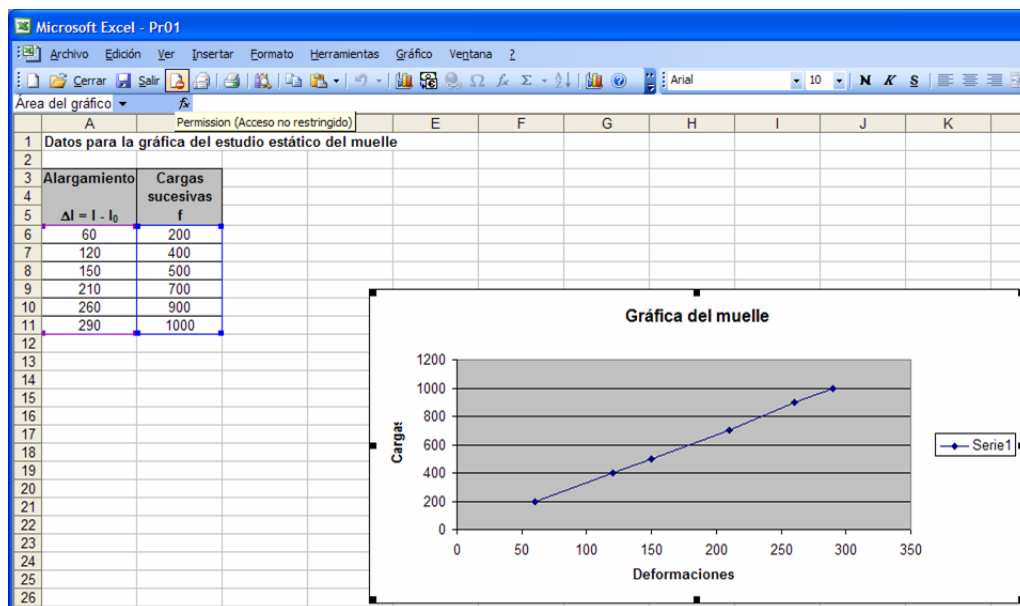 Microsoft Excel - Pr01
Archivo Edición Ver Insertar Formato Herramientas Gráfico Ventana ?
Cerrar Salir Arial 10 N K S
Área del gráfico fx
Permission (Acceso no restringido)
A E F G H I J K
1 Datos para la gráfica del estudio estático del muelle
2
3 Alargamiento Cargas
4 sucesivas
5 Δl = l - l₀ f
6 60 200
7 120 400
8 150 500
9 210 700
10 260 900
11 290 1000
12
13
14
15
16
17
18
19
20
21
22
23
24
25
26
Gráfica del muelle
Cargas
1200
1000
800
600
400
200
0
0 50 100 150 200 250 300 350
Deformaciones
Serie1